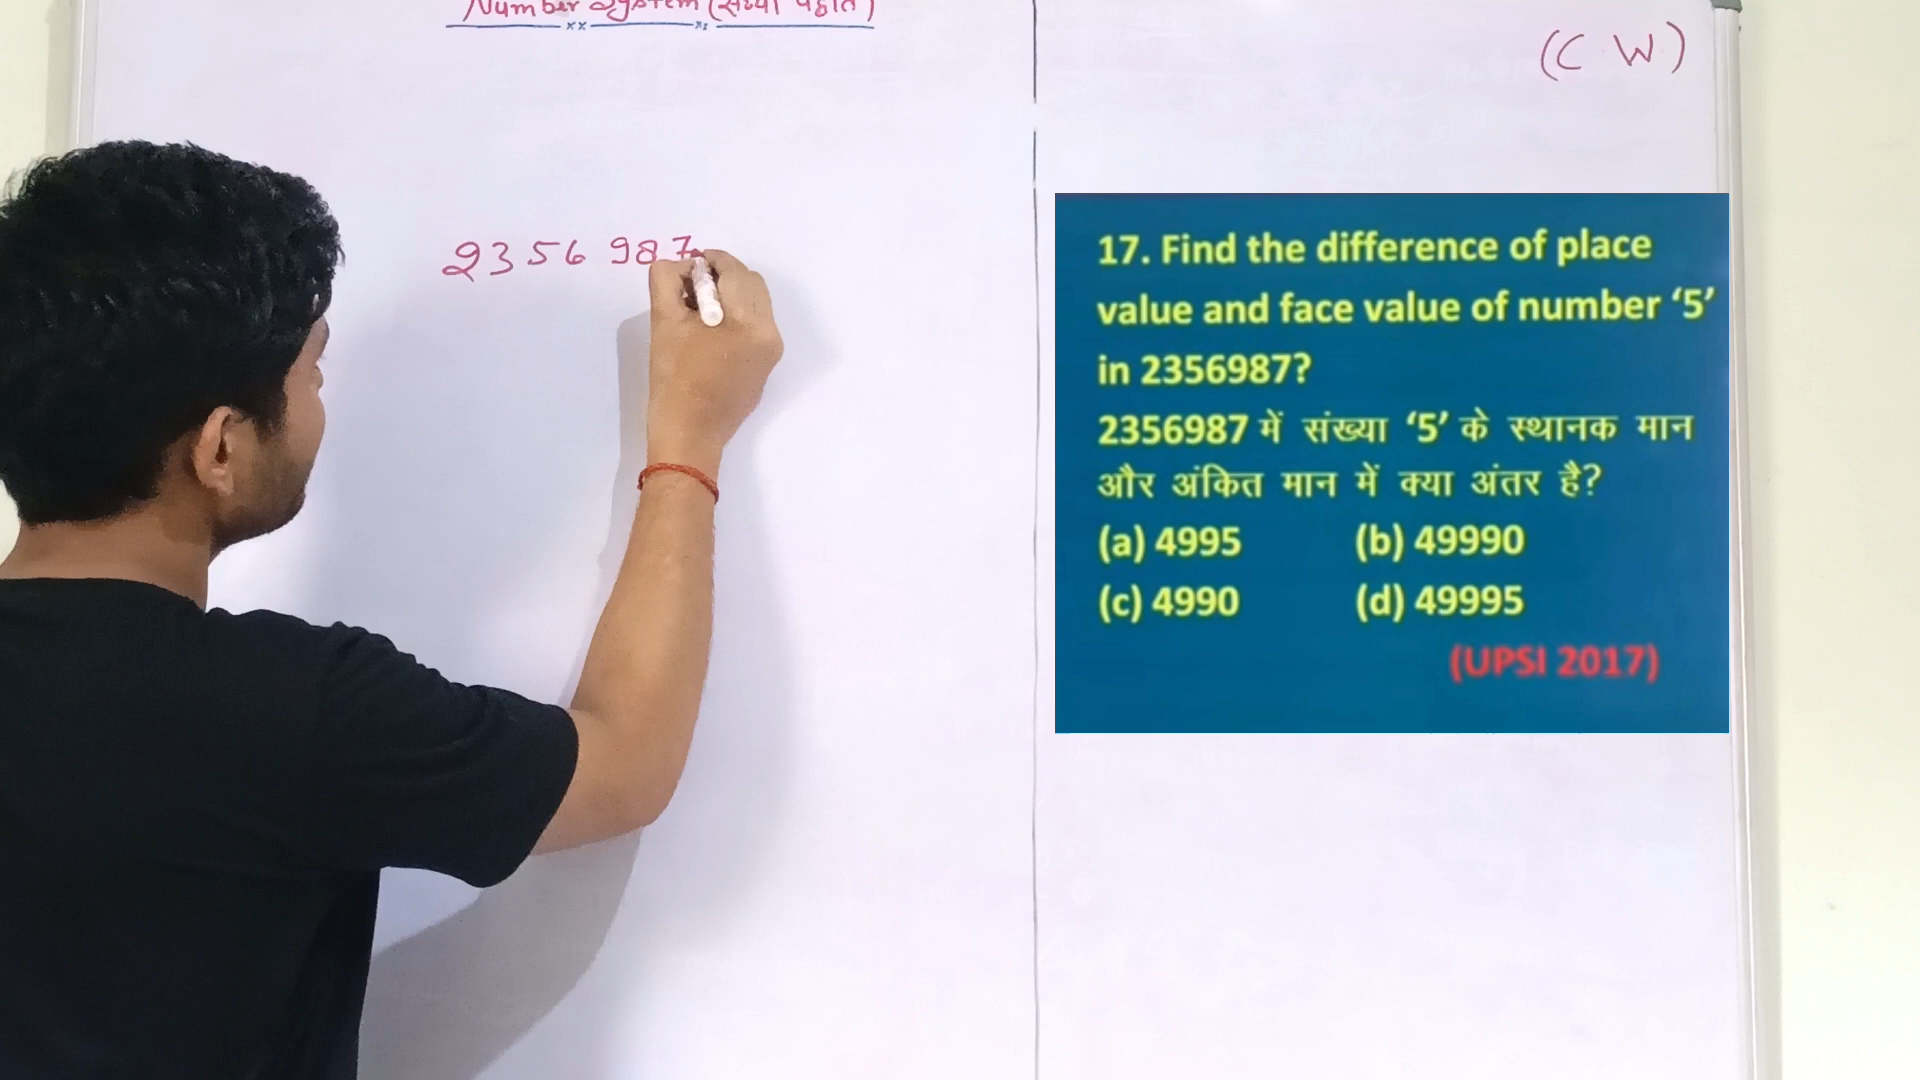 Number System (संख्या पद्धति)
(C W)
2356987
17. Find the difference of place
value and face value of number ‘5’
in 2356987?
2356987 में संख्या ‘5’ के स्थानक मान
और अंकित मान में क्या अंतर है?
(a) 4995 (b) 49990
(c) 4990 (d) 49995
(UPSI 2017)